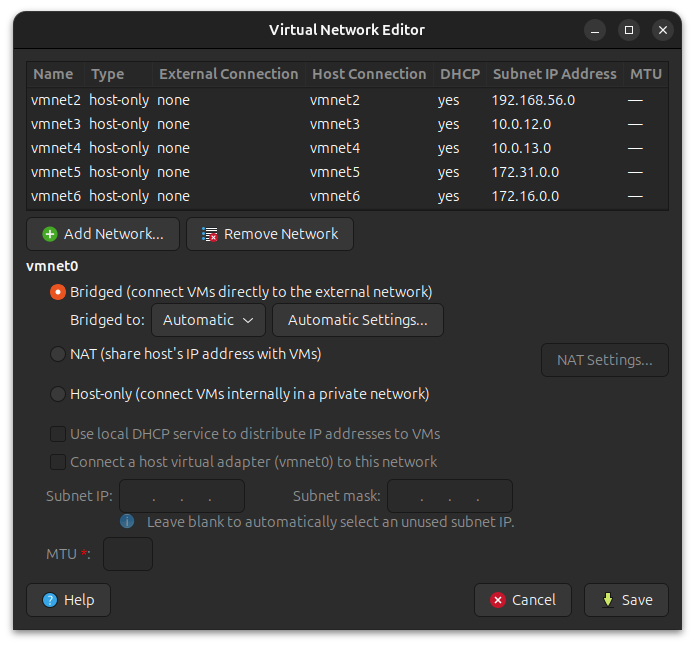 Virtual Network Editor
Name Type External Connection Host Connection DHCP Subnet IP Address MTU
vmnet2 host-only none vmnet2 yes 192.168.56.0 —
vmnet3 host-only none vmnet3 yes 10.0.12.0 —
vmnet4 host-only none vmnet4 yes 10.0.13.0 —
vmnet5 host-only none vmnet5 yes 172.31.0.0 —
vmnet6 host-only none vmnet6 yes 172.16.0.0 —
Add Network... Remove Network
vmnet0
Bridged (connect VMs directly to the external network)
Bridged to: Automatic Automatic Settings...
NAT (share host's IP address with VMs) NAT Settings...
Host-only (connect VMs internally in a private network)
Use local DHCP service to distribute IP addresses to VMs
Connect a host virtual adapter (vmnet0) to this network
Subnet IP: . . . Subnet mask: . . .
Leave blank to automatically select an unused subnet IP.
MTU *:
Help Cancel Save